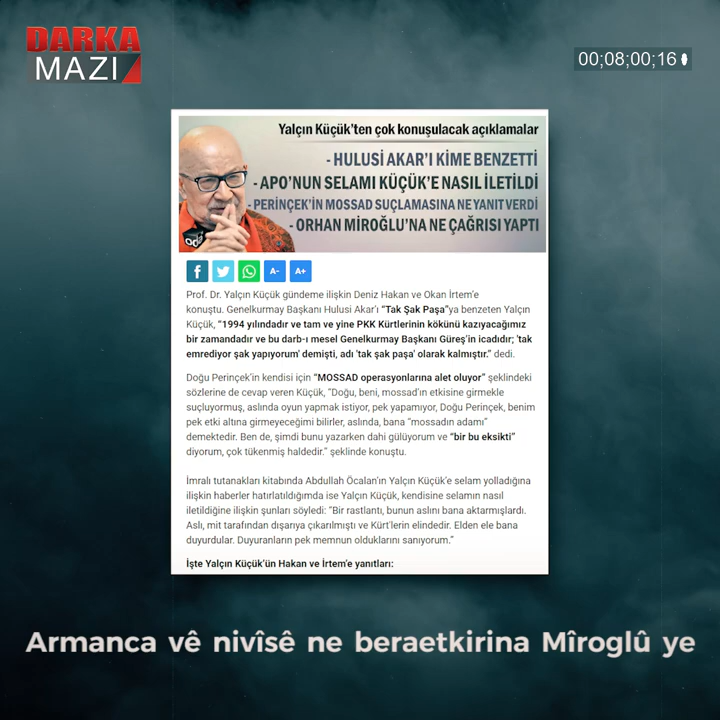 DARKA
MAZI
00;08;00;16
Yalçın Küçük'ten çok konuşulacak açıklamalar
- HULUSİ AKAR'I KİME BENZETTİ
- APO'NUN SELAMI KÜÇÜK'E NASIL İLETİLDİ
- PERİNÇEK'İN MOSSAD SUÇLAMASINA NE YANIT VERDİ
- ORHAN MİROĞLU'NA NE ÇAĞRISI YAPTI
A-
A+
Prof. Dr. Yalçın Küçük gündeme ilişkin Deniz Hakan ve Okan İrtem'e
konuştu. Genelkurmay Başkanı Hulusi Akar'ı "Tak Şak Paşa"ya benzeten Yalçın
Küçük, "1994 yılındadır ve tam ve yine PKK Kürtlerinin kökünü kazıyacağımız
bir zamandadır ve bu darb-ı mesel Genelkurmay Başkanı Güreş'in icadıdır; 'tak
emrediyor şak yapıyorum' demişti, adı 'tak şak paşa' olarak kalmıştır." dedi.
Doğu Perinçek'in kendisi için "MOSSAD operasyonlarına alet oluyor" şeklindeki
sözlerine de cevap veren Küçük, "Doğu, beni, mossad'ın etkisine girmekle
suçluyormuş, aslında oyun yapmak istiyor, pek yapamıyor, Doğu Perinçek, benim
pek etki altına girmeyeceğimi bilirler, aslında, bana "mossadın adamı"
demektedir. Ben de, şimdi bunu yazarken dahi gülüyorum ve "bir bu eksikti"
diyorum, çok tükenmiş haldedir." şeklinde konuştu.
İmralı tutanakları kitabında Abdullah Öcalan'ın Yalçın Küçük'e selam yolladığına
ilişkin haberler hatırlatıldığımda ise Yalçın Küçük, kendisine selamın nasıl
iletildiğine ilişkin şunları söyledi: "Bir rastlantı, bunun aslını bana aktarmışlardı.
Aslı, mit tarafından dışarıya çıkarılmıştı ve Kürt'lerin elindedir. Elden ele bana
duyurdular. Duyuranların pek memnun olduklarını sanıyorum."
İşte Yalçın Küçük'ün Hakan ve İrtem'e yanıtları:
Armanca vê nivîsê ne beraetkirina Mîroglû ye